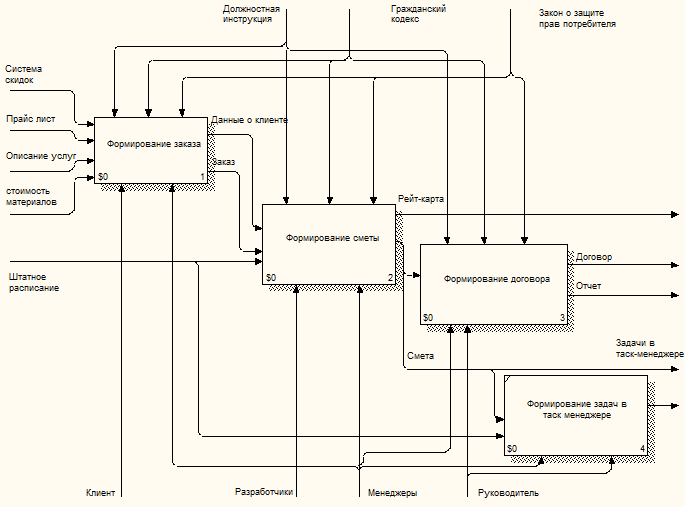 Должностная
инструкция
Гражданский
кодекс
Закон о защите
прав потребителя
Система
скидок
Прайс лист
Описание услуг
стоимость
материалов
Штатное
расписание
Формирование заказа
$0
1
Данные о клиенте
Заказ
Формирование сметы
$0
2
Рейт-карта
Формирование договора
$0
3
Договор
Отчет
Смета
Задачи в
таск-менеджере
Формирование задач в
таск менеджере
$0
4
Клиент
Разработчики
Менеджеры
Руководитель